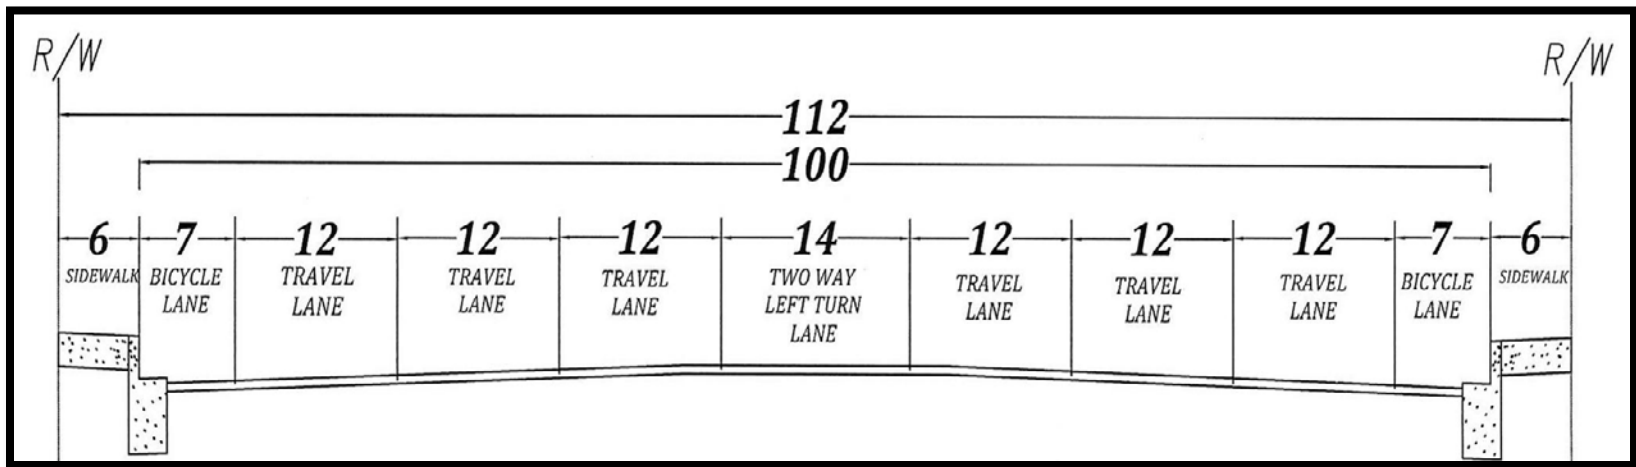 R/W R/W
112
100
6 7 12 12 12 14 12 12 12 7 6
SIDEWALK BICYCLE LANE TRAVEL LANE TRAVEL LANE TRAVEL LANE TWO WAY LEFT TURN LANE TRAVEL LANE TRAVEL LANE TRAVEL LANE BICYCLE LANE SIDEWALK